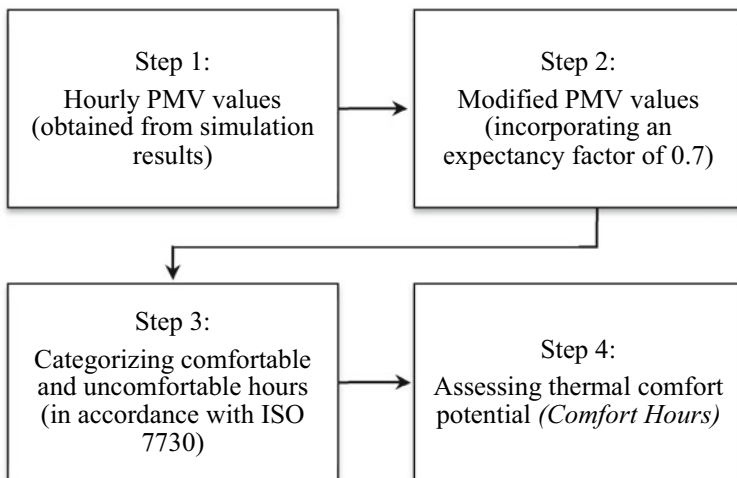 Step 1:
Hourly PMV values
(obtained from simulation
results)
Step 2:
Modified PMV values
(incorporating an
expectancy factor of 0.7)
Step 3:
Categorizing comfortable
and uncomfortable hours
(in accordance with ISO
7730)
Step 4:
Assessing thermal comfort
potential (Comfort Hours)